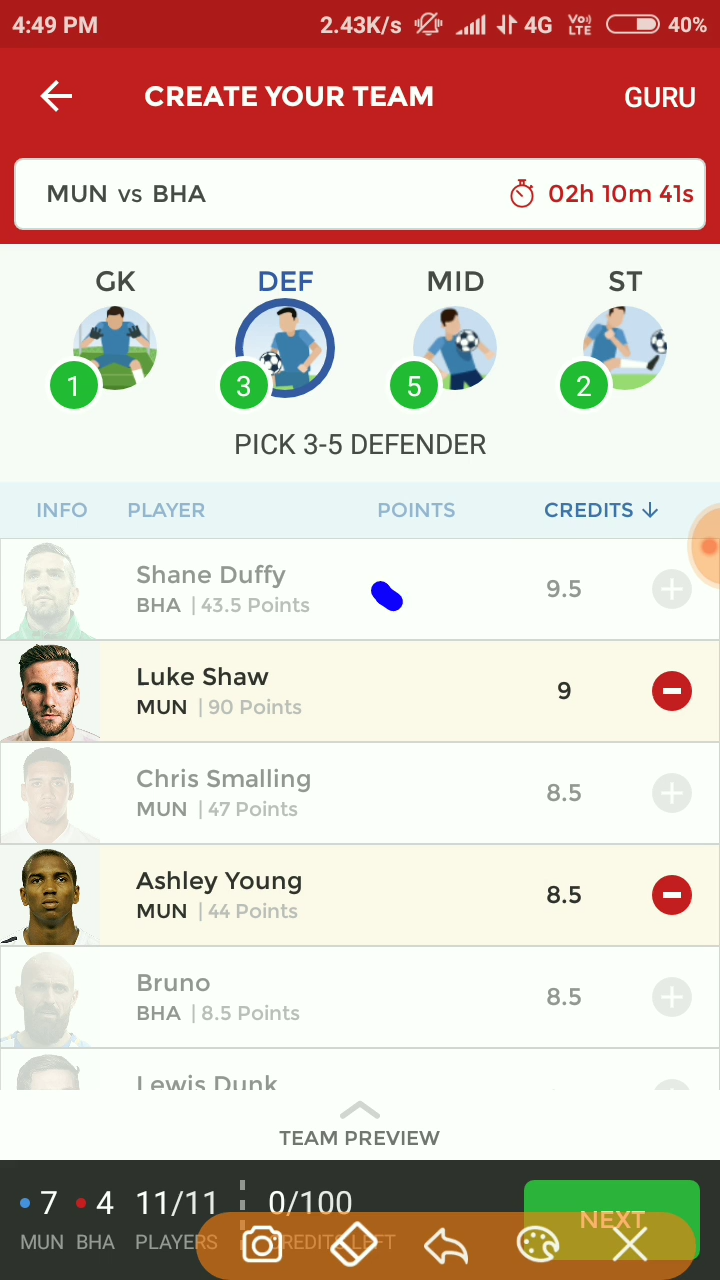 4:49 PM 2.43K/s 4G Vo)) LTE 40%
CREATE YOUR TEAM GURU
MUN vs BHA 02h 10m 41s
GK DEF MID ST
1 3 5 2
PICK 3-5 DEFENDER
INFO PLAYER POINTS CREDITS
Shane Duffy
BHA | 43.5 Points 9.5
Luke Shaw
MUN | 90 Points 9
Chris Smalling
MUN | 47 Points 8.5
Ashley Young
MUN | 44 Points 8.5
Bruno
BHA | 8.5 Points 8.5
Lewis Dunk
TEAM PREVIEW
7 4 11/11 0/100 NEXT
MUN BHA PLAYERS CREDITS LEFT